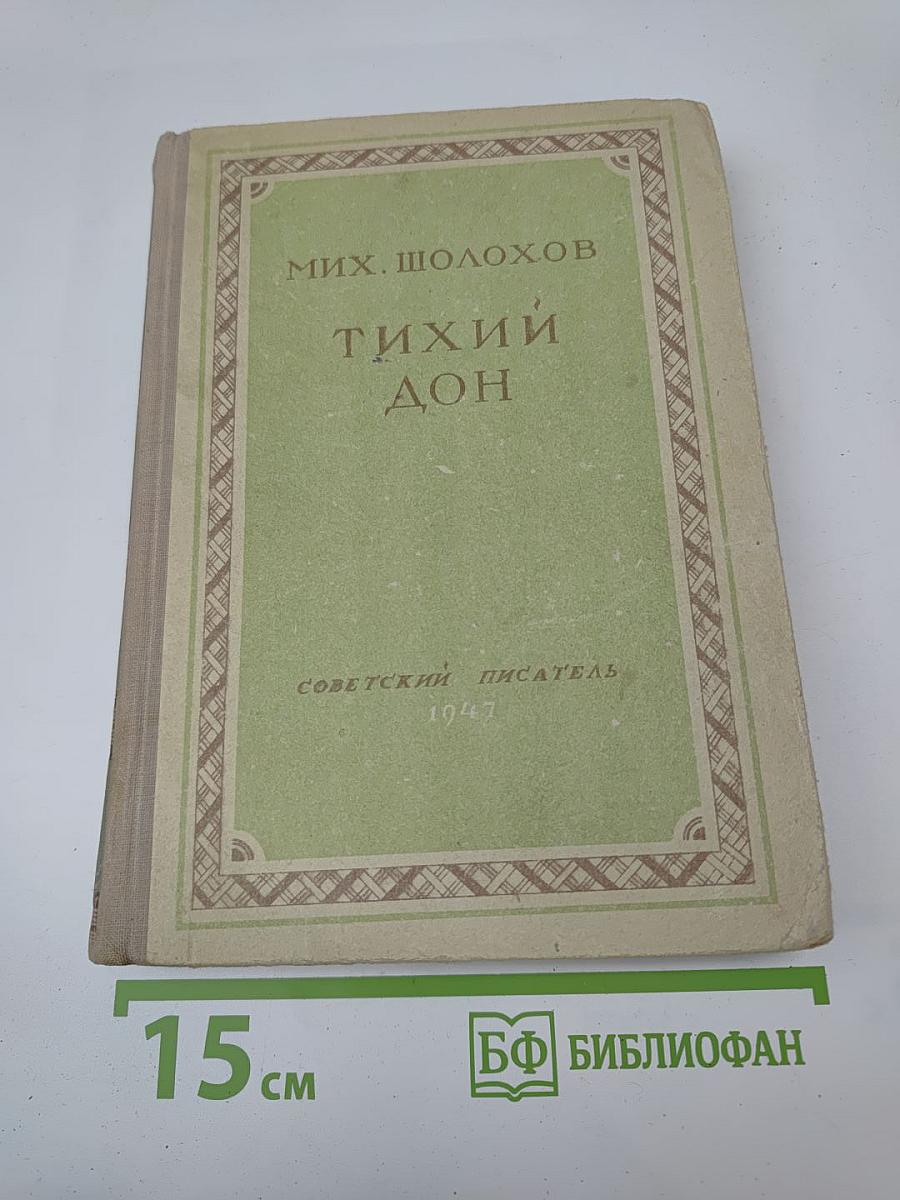 МИХ. ШОЛОХОВ
ТИХИЙ
ДОН
СОВЕТСКИЙ ПИСАТЕЛЬ
1947
15 см
БФ БИБЛИОФАН